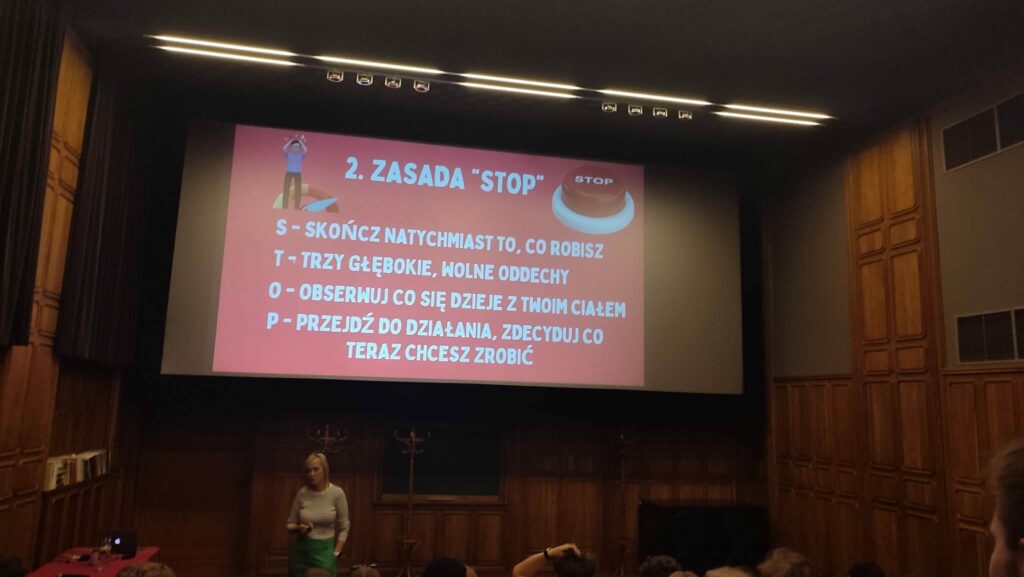 2. ZASADA "STOP"
STOP
S - SKOŃCZ NATYCHMIAST TO, CO ROBISZ
T - TRZY GŁĘBOKIE, WOLNE ODDECHY
O - OBSERWUJ CO SIĘ DZIEJE Z TWOIM CIAŁEM
P - PRZEJDŹ DO DZIAŁANIA, ZDECYDUJ CO
TERAZ CHCESZ ZROBIĆ